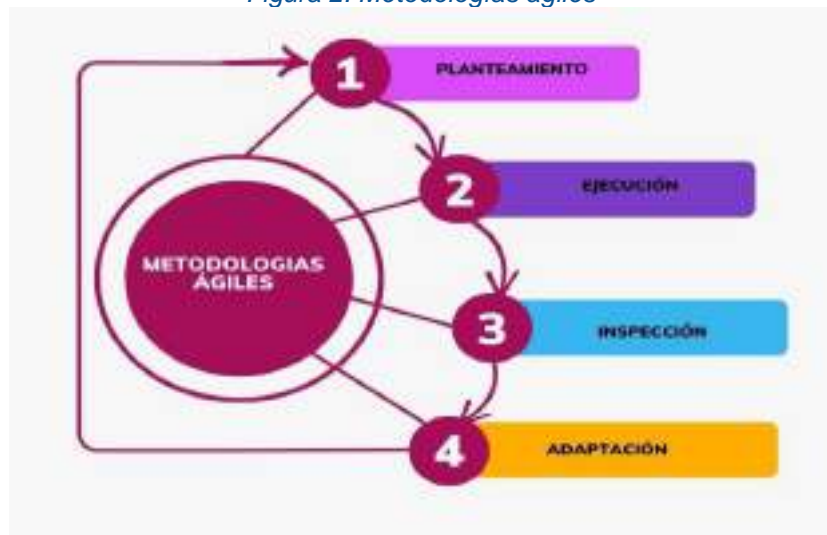 Figura 2. Metodologías ágiles
1
PLANTEAMIENTO
2
EJECUCIÓN
METODOLOGIAS
ÁGILES
3
INSPECCIÓN
4
ADAPTACIÓN